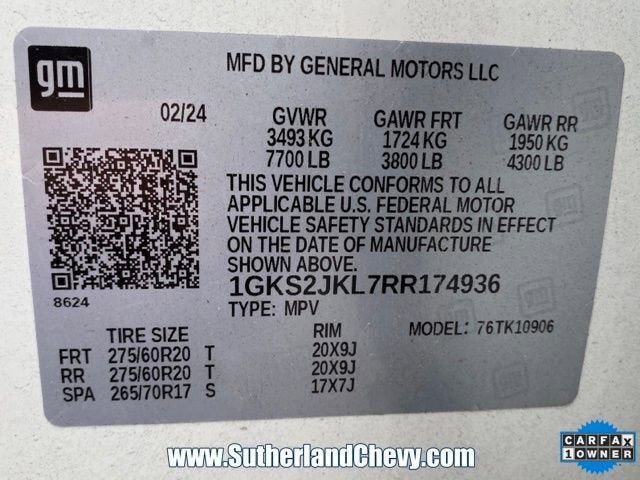 gm
MFD BY GENERAL MOTORS LLC
02/24 GVWR GAWR FRT GAWR RR
3493 KG 1724 KG 1950 KG
7700 LB 3800 LB 4300 LB
THIS VEHICLE CONFORMS TO ALL
APPLICABLE U.S. FEDERAL MOTOR
VEHICLE SAFETY STANDARDS IN EFFECT
ON THE DATE OF MANUFACTURE
SHOWN ABOVE.
8624 1GKS2JKL7RR174936
TYPE: MPV
TIRE SIZE RIM MODEL: 76TK10906
FRT 275/60R20 T 20X9J
RR 275/60R20 T 20X9J
SPA 265/70R17 S 17X7J
www.SutherlandChevy.com
CARFAX
1 OWNER